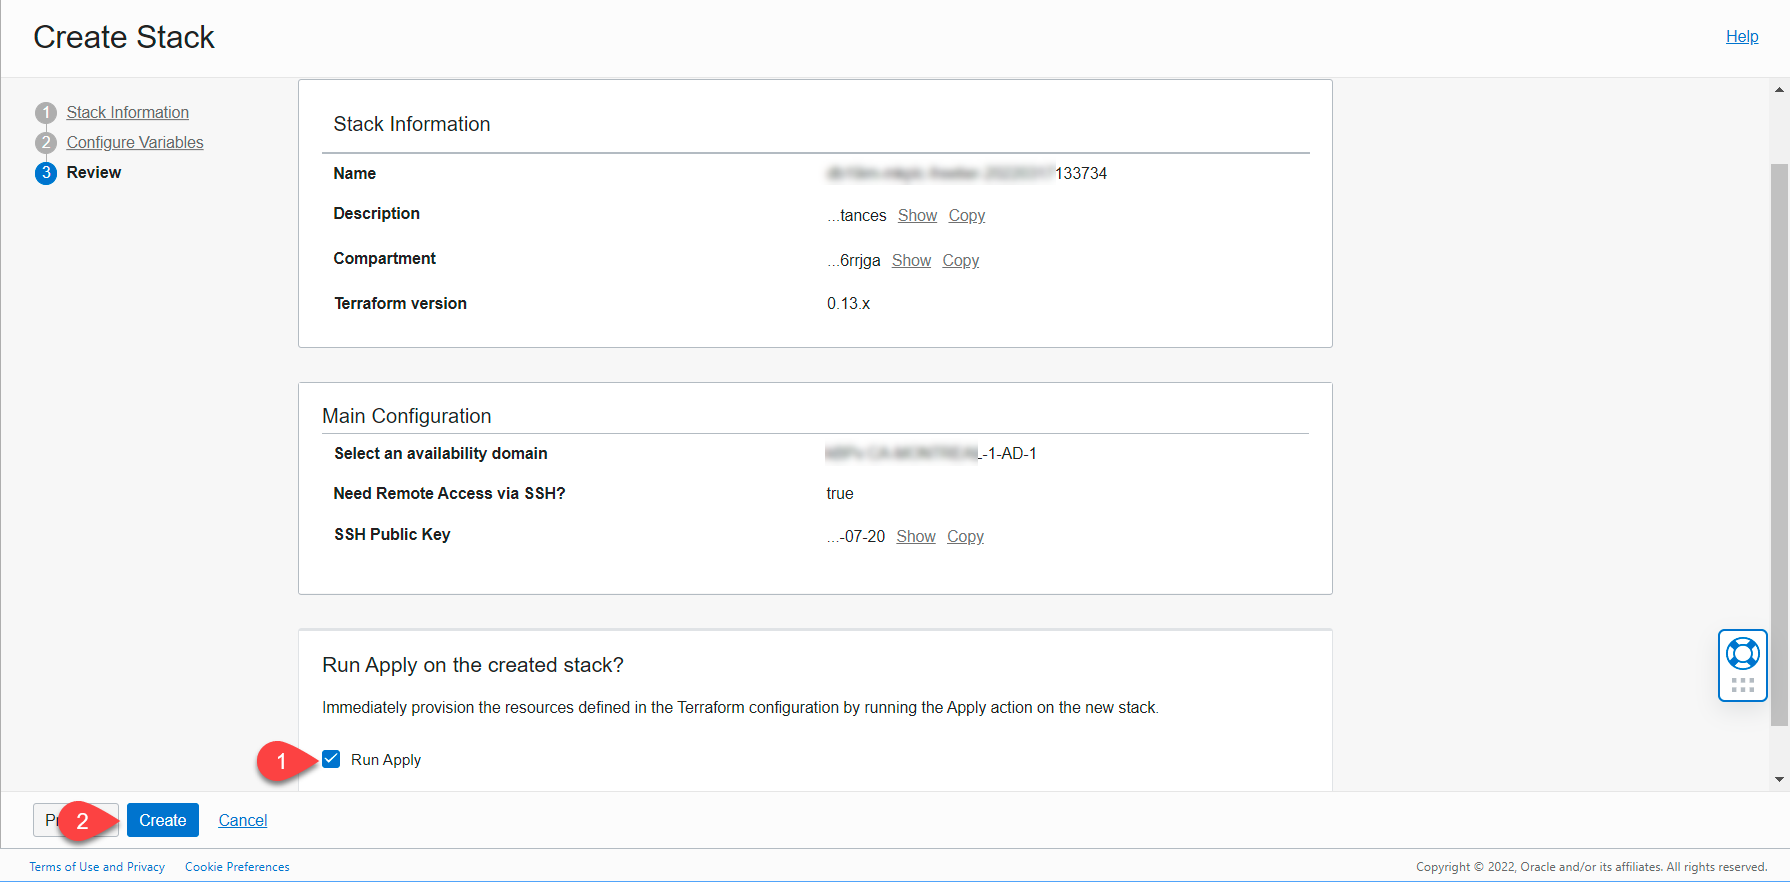 Create Stack
Help
1 Stack Information
2 Configure Variables
3 Review
Stack Information
Name 133734
Description ...tances Show Copy
Compartment ...6rrjga Show Copy
Terraform version 0.13.x
Main Configuration
Select an availability domain L-1-AD-1
Need Remote Access via SSH? true
SSH Public Key ...-07-20 Show Copy
Run Apply on the created stack?
Immediately provision the resources defined in the Terraform configuration by running the Apply action on the new stack.
1 Run Apply
2 Create Cancel
Terms of Use and Privacy Cookie Preferences
Copyright © 2022, Oracle and/or its affiliates. All rights reserved.